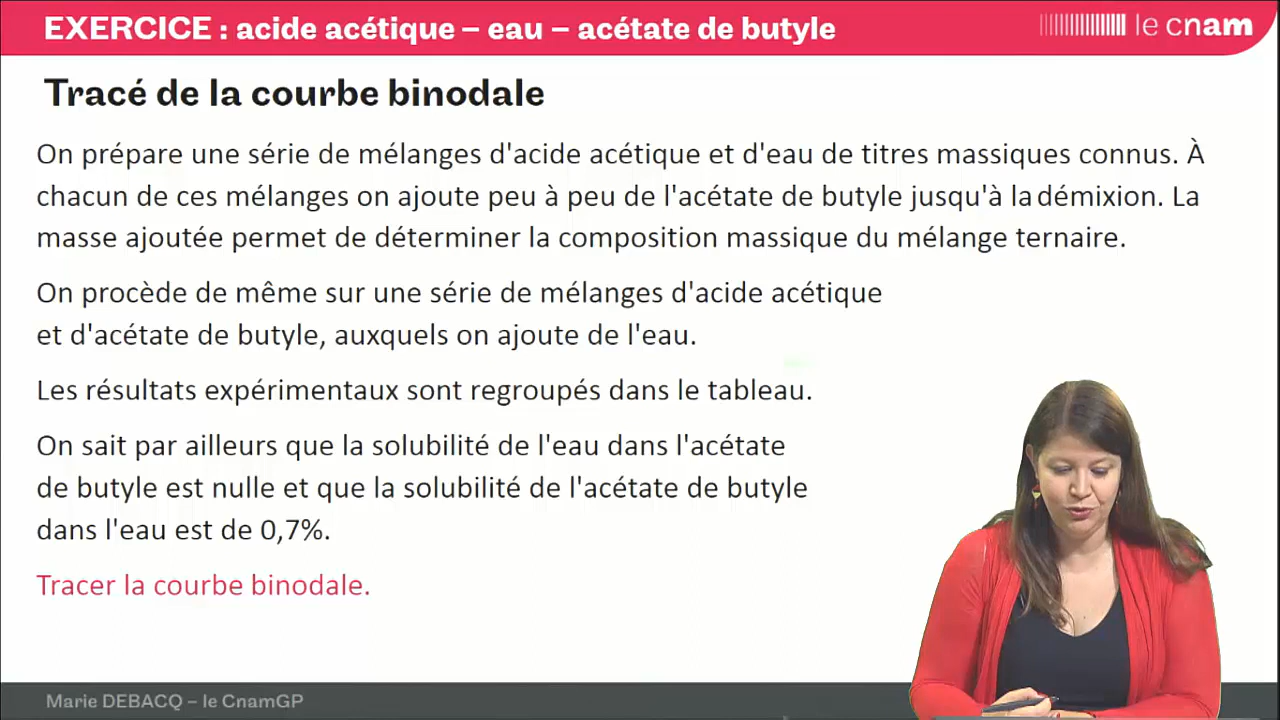 EXERCICE : acide acétique – eau – acétate de butyle
le cnam
Tracé de la courbe binodale
On prépare une série de mélanges d'acide acétique et d'eau de titres massiques connus. À
chacun de ces mélanges on ajoute peu à peu de l'acétate de butyle jusqu'à la démixion. La
masse ajoutée permet de déterminer la composition massique du mélange ternaire.
On procède de même sur une série de mélanges d'acide acétique
et d'acétate de butyle, auxquels on ajoute de l'eau.
Les résultats expérimentaux sont regroupés dans le tableau.
On sait par ailleurs que la solubilité de l'eau dans l'acétate
de butyle est nulle et que la solubilité de l'acétate de butyle
dans l'eau est de 0,7%.
Tracer la courbe binodale.
Marie DEBACQ – le CnamGP